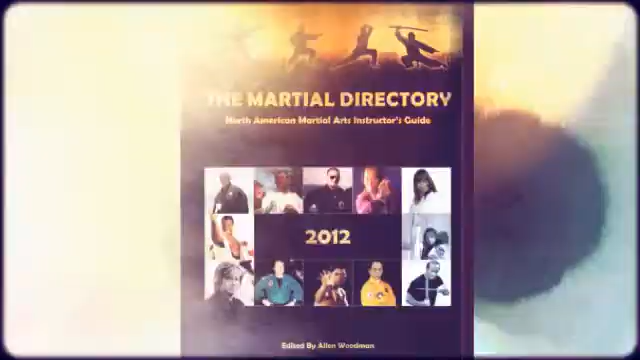 THE MARTIAL DIRECTORY
North American Martial Arts Instructor's Guide
2012
Edited By Allen Woodman